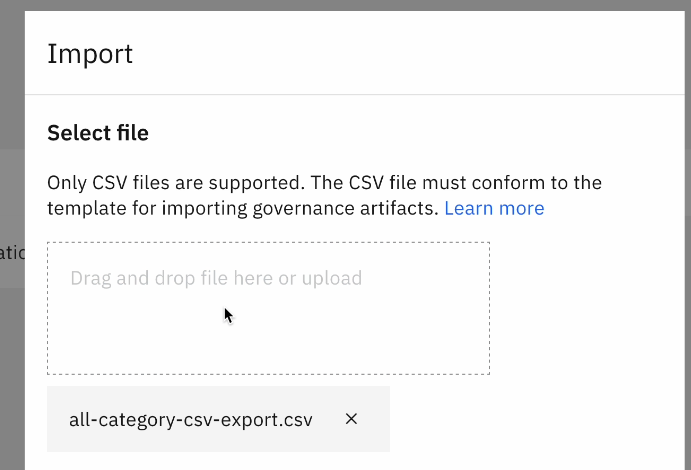 Import
Select file
Only CSV files are supported. The CSV file must conform to the
template for importing governance artifacts. Learn more
atic
Drag and drop file here or upload
all-category-csv-export.csv